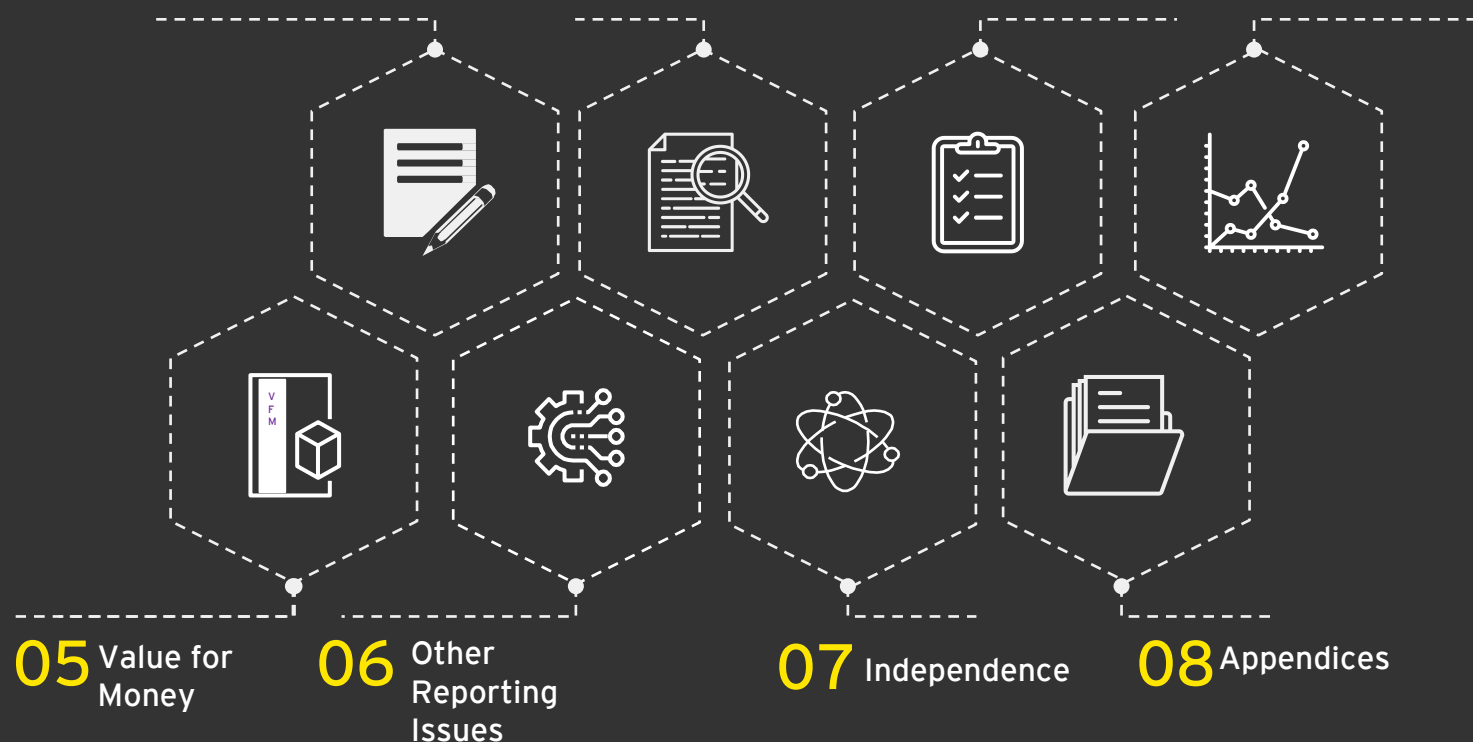 V
F
M
05 Value for
Money
06 Other
Reporting
Issues
07 Independence
08 Appendices